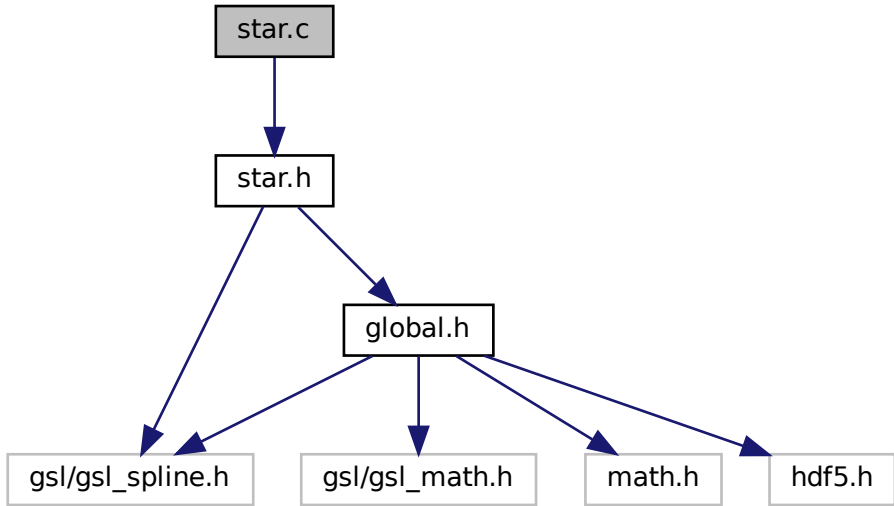 star.c
star.h
global.h
gsl/gsl_spline.h
gsl/gsl_math.h
math.h
hdf5.h